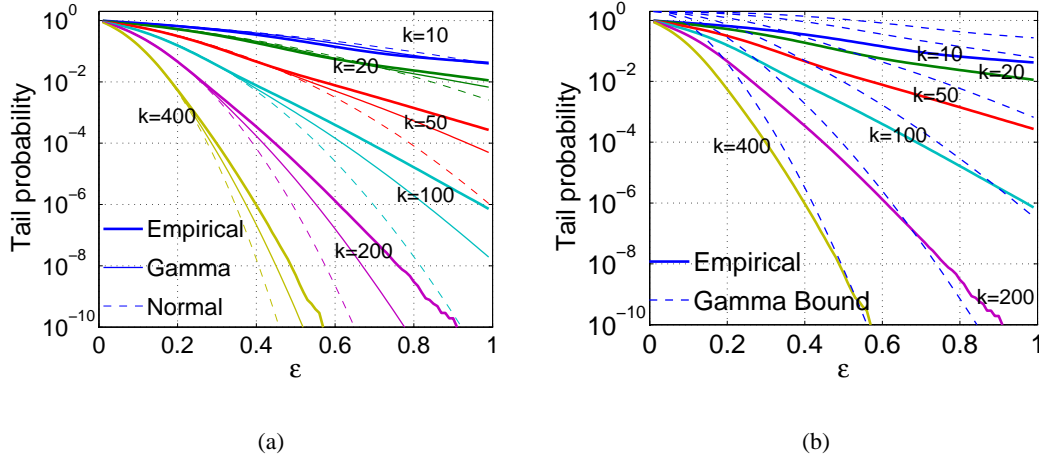 10^0
10^-2
10^-4
10^-6
10^-8
10^-10
Tail probability
k=10
k=20
k=50
k=100
k=200
k=400
Empirical
Gamma
Normal
0 0.2 0.4 0.6 0.8 1
ε
(a)
10^0
10^-2
10^-4
10^-6
10^-8
10^-10
Tail probability
k=10
k=20
k=50
k=100
k=400
k=200
Empirical
Gamma Bound
0 0.2 0.4 0.6 0.8 1
ε
(b)